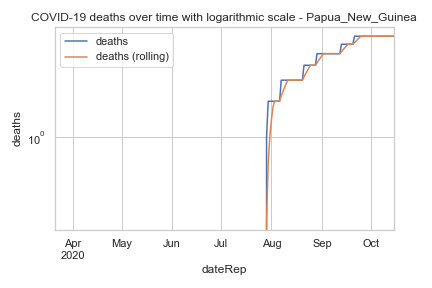 COVID-19 deaths over time with logarithmic scale - Papua_New_Guinea
deaths
deaths (rolling)
deaths
10⁰
Apr May Jun Jul Aug Sep Oct
2020
dateRep